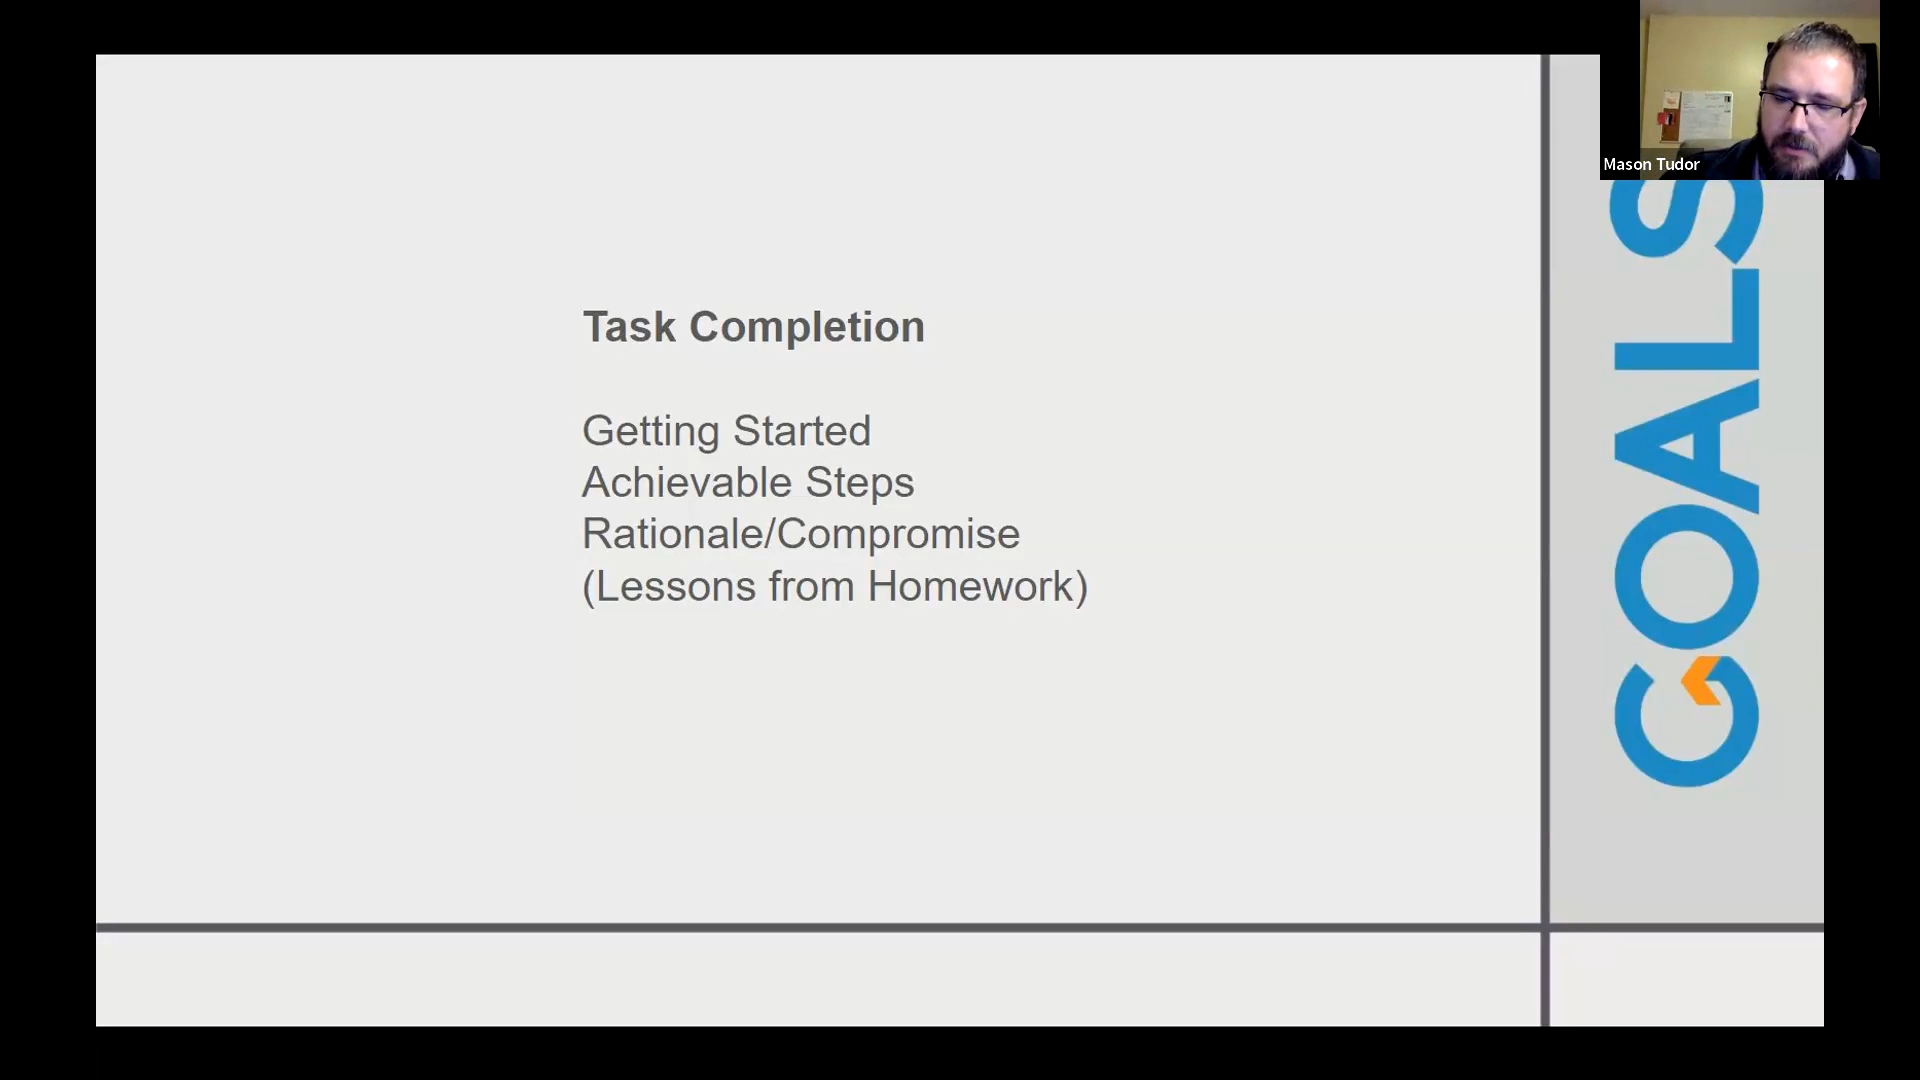 Task Completion
Getting Started
Achievable Steps
Rationale/Compromise
(Lessons from Homework)
Mason Tudor
GOALS